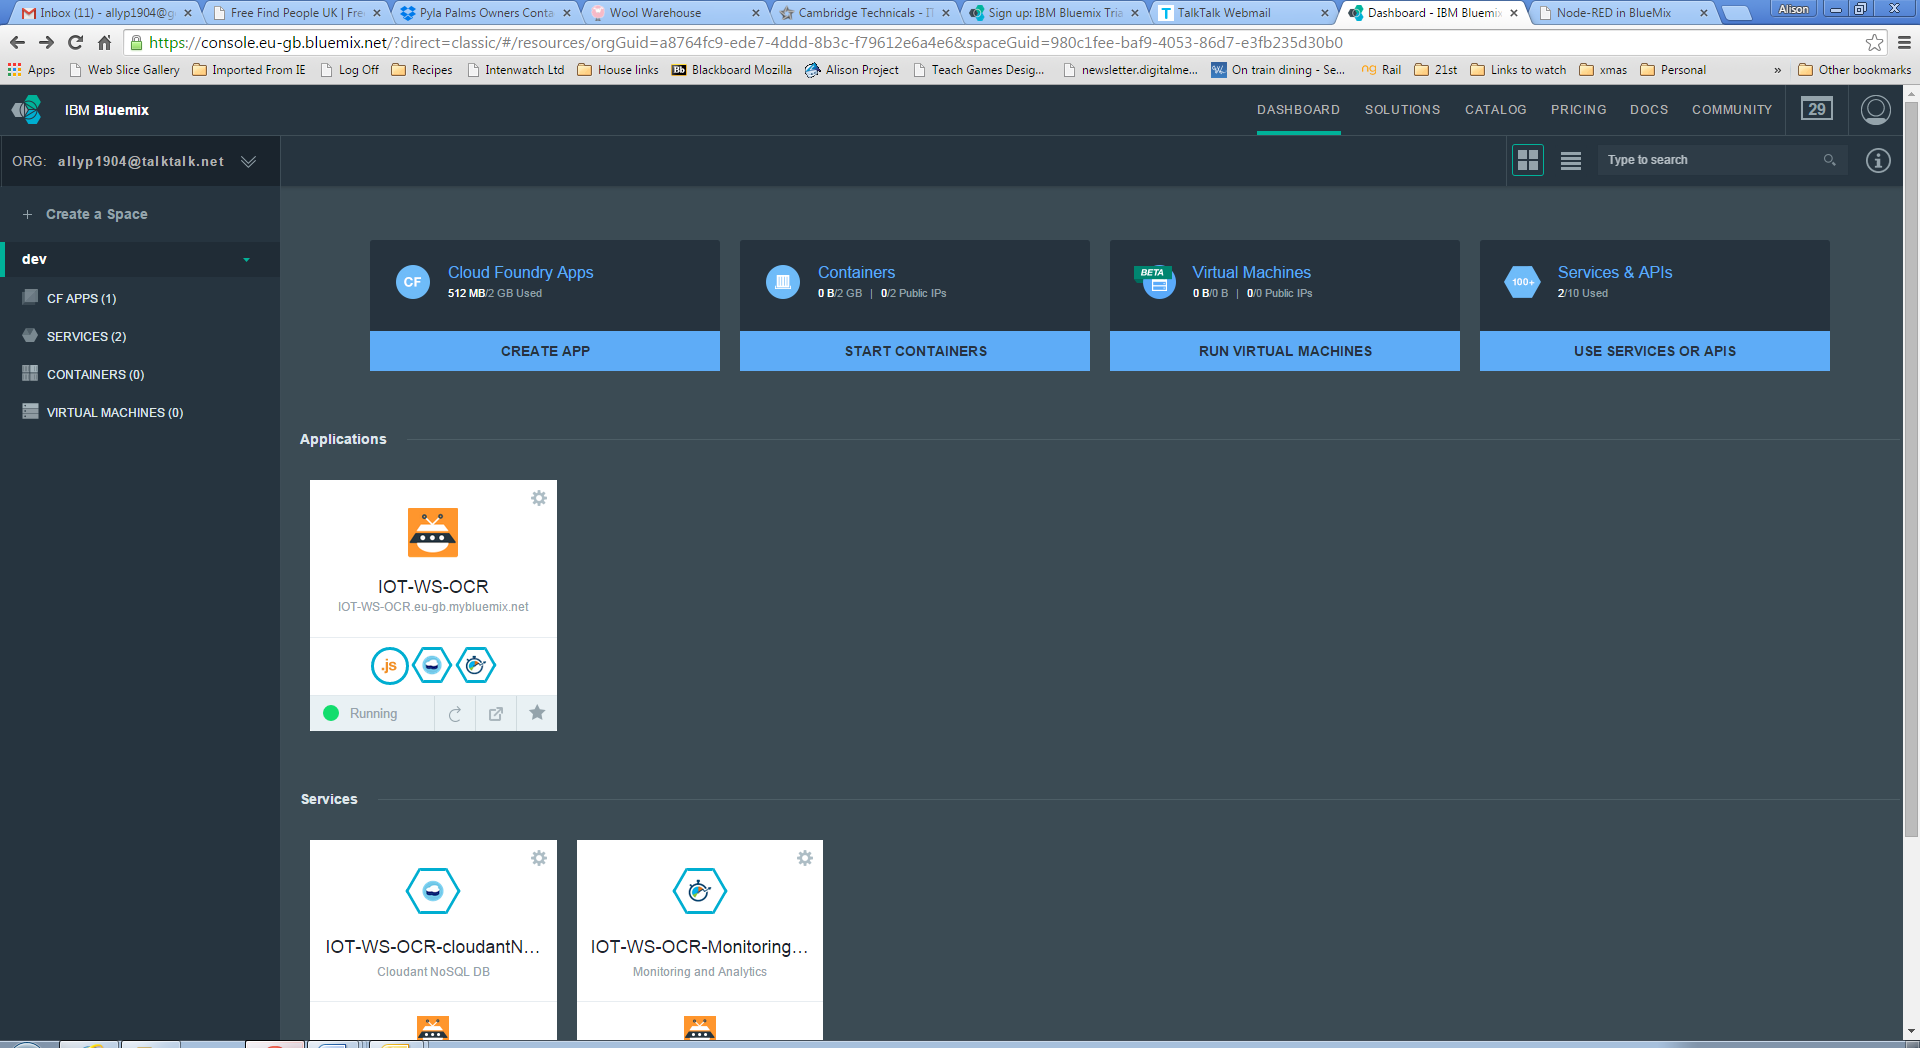 Inbox (11) - allyp1904@g
Free Find People UK | Fre
Pyla Palms Owners Conta
Wool Warehouse
Cambridge Technicals - IT
Sign up: IBM Bluemix Tria
TalkTalk Webmail
Dashboard - IBM Bluemix
Node-RED in BlueMix
Alison
https://console.eu-gb.bluemix.net/?direct=classic/#/resources/orgGuid=a8764fc9-ede7-4ddd-8b3c-f79612e6a4e6&spaceGuid=980c1fee-baf9-4053-86d7-e3fb235d30b0
Apps
Web Slice Gallery
Imported From IE
Log Off
Recipes
Intenwatch Ltd
House links
Bb
Blackboard Mozilla
Alison Project
Teach Games Desig...
newsletter.digitalme...
On train dining - Se...
Rail
21st
Links to watch
xmas
Personal
»
Other bookmarks
IBM Bluemix
DASHBOARD
SOLUTIONS
CATALOG
PRICING
DOCS
COMMUNITY
29
ORG: allyp1904@talktalk.net
Type to search
+ Create a Space
dev
CF APPS (1)
SERVICES (2)
CONTAINERS (0)
VIRTUAL MACHINES (0)
CF
Cloud Foundry Apps
512 MB/2 GB Used
CREATE APP
Containers
0 B/2 GB | 0/2 Public IPs
START CONTAINERS
BETA
Virtual Machines
0 B/0 B | 0/0 Public IPs
RUN VIRTUAL MACHINES
100+
Services & APIs
2/10 Used
USE SERVICES OR APIS
Applications
IOT-WS-OCR
IOT-WS-OCR.eu-gb.mybluemix.net
.js
Running
Services
IOT-WS-OCR-cloudantN...
Cloudant NoSQL DB
IOT-WS-OCR-Monitoring...
Monitoring and Analytics